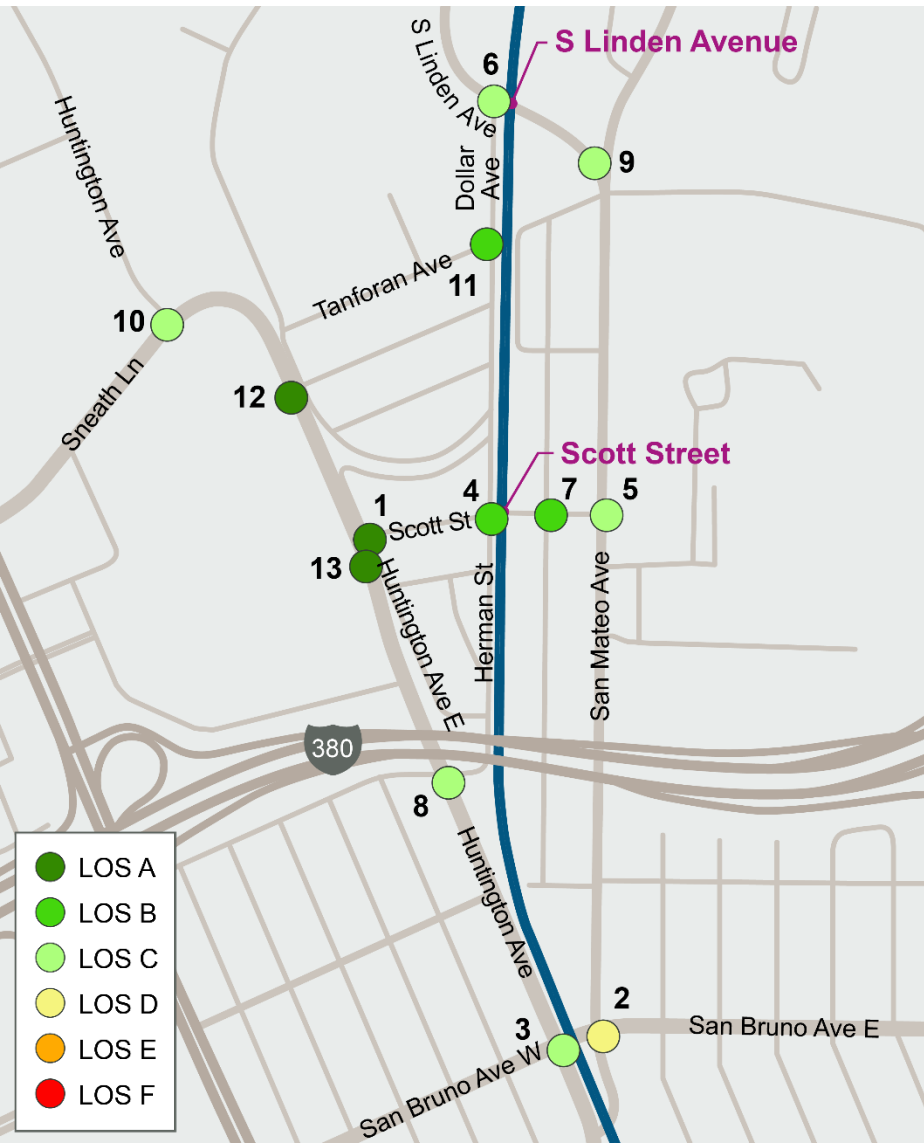 S Linden Avenue
S Linden Ave
6
9
Huntington Ave
Dollar
Ave
Tanforan Ave
11
10
Sneath Ln
12
Scott Street
4
7
5
1
Scott St
13
Huntington Ave E
Herman St
San Mateo Ave
380
8
Huntington Ave
2
3
San Bruno Ave E
San Bruno Ave W
LOS A
LOS B
LOS C
LOS D
LOS E
LOS F